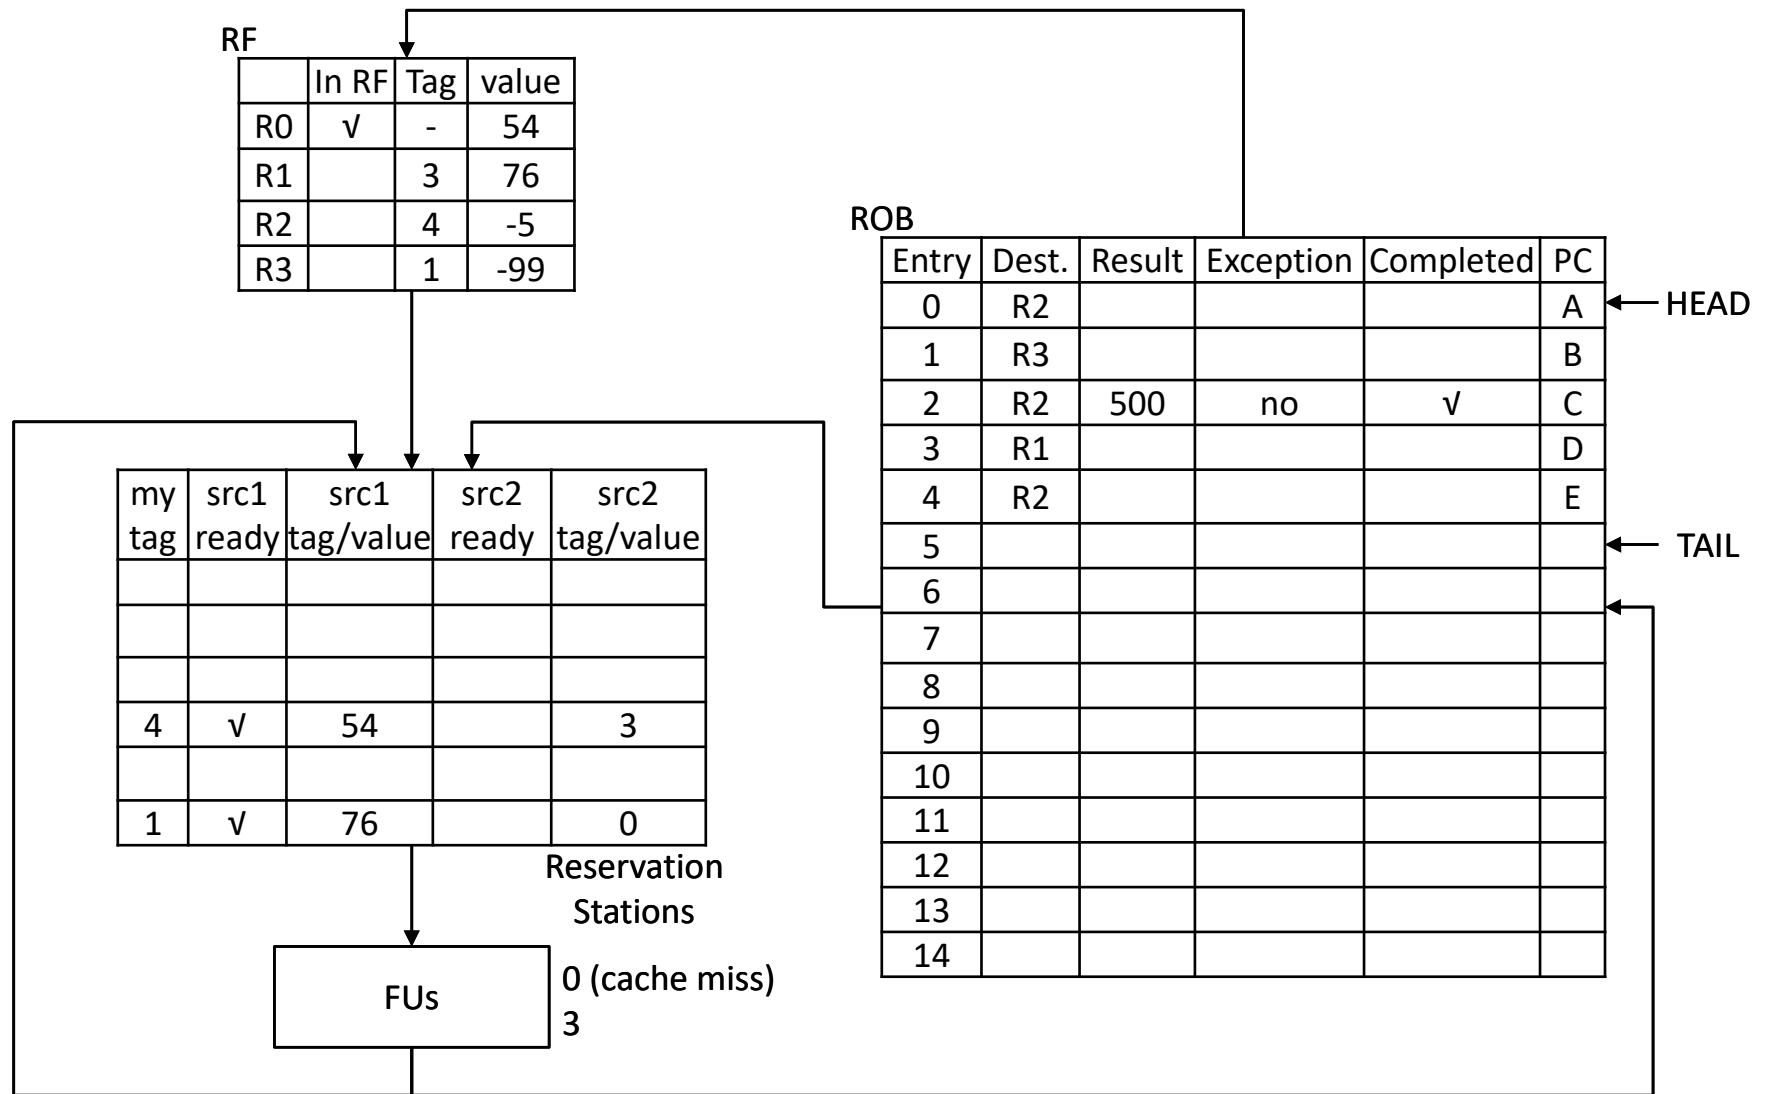 RF
In RF Tag value
R0 √ - 54
R1 3 76
R2 4 -5
R3 1 -99
ROB
Entry Dest. Result Exception Completed PC
0 R2 A
HEAD
1 R3 B
2 R2 500 no √ C
3 R1 D
4 R2 E
5
TAIL
6
7
8
9
10
11
12
13
14
my src1 src1 src2 src2
tag ready tag/value ready tag/value
4 √ 54 3
1 √ 76 0
Reservation
Stations
FUs
0 (cache miss)
3